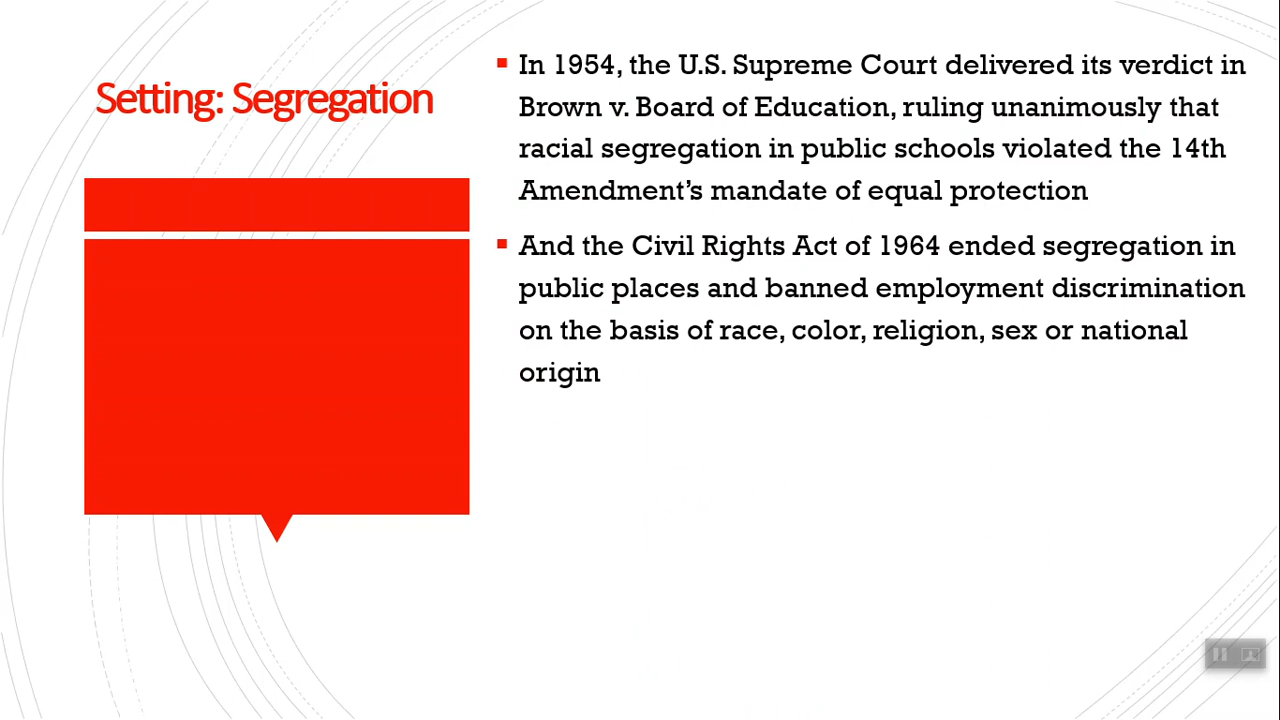 Setting: Segregation
In 1954, the U.S. Supreme Court delivered its verdict in
Brown v. Board of Education, ruling unanimously that
racial segregation in public schools violated the 14th
Amendment’s mandate of equal protection
And the Civil Rights Act of 1964 ended segregation in
public places and banned employment discrimination
on the basis of race, color, religion, sex or national
origin